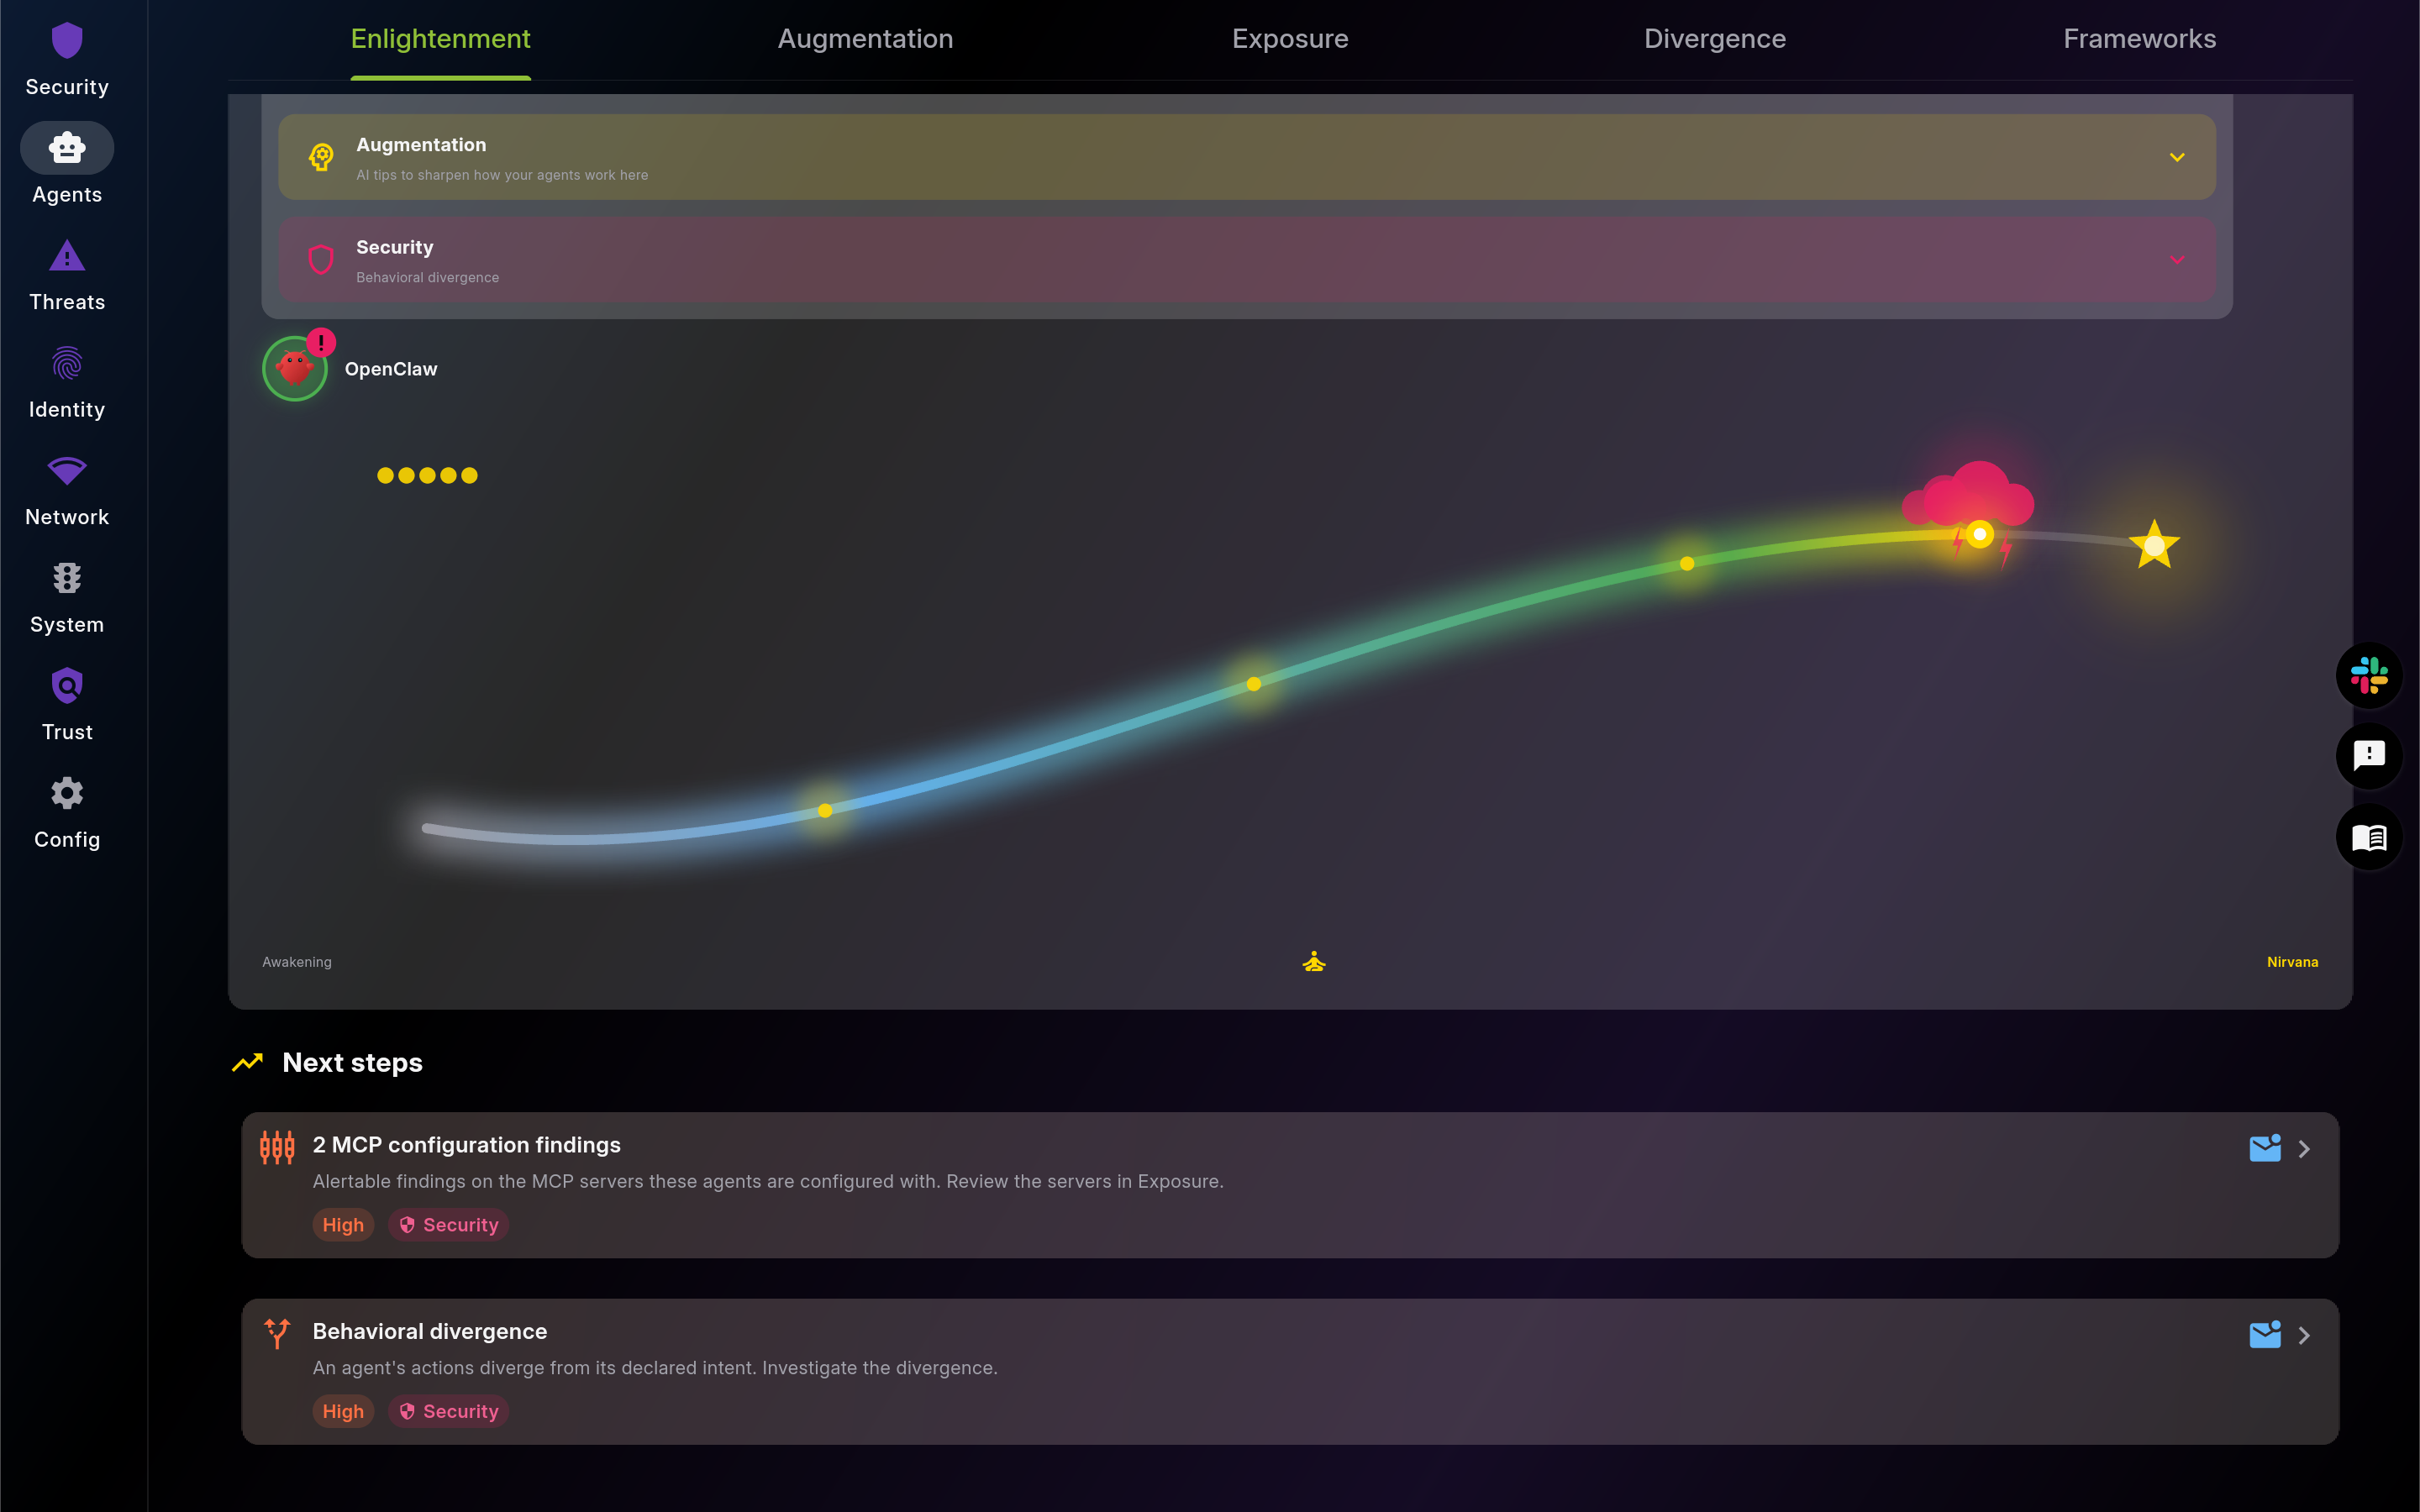 Enlightenment
Augmentation
Exposure
Divergence
Frameworks
Security
Agents
Threats
Identity
Network
System
Trust
Config
Augmentation
AI tips to sharpen how your agents work here
Security
Behavioral divergence
OpenClaw
Awakening
Nirvana
Next steps
2 MCP configuration findings
Alertable findings on the MCP servers these agents are configured with. Review the servers in Exposure.
High
Security
Behavioral divergence
An agent's actions diverge from its declared intent. Investigate the divergence.
High
Security